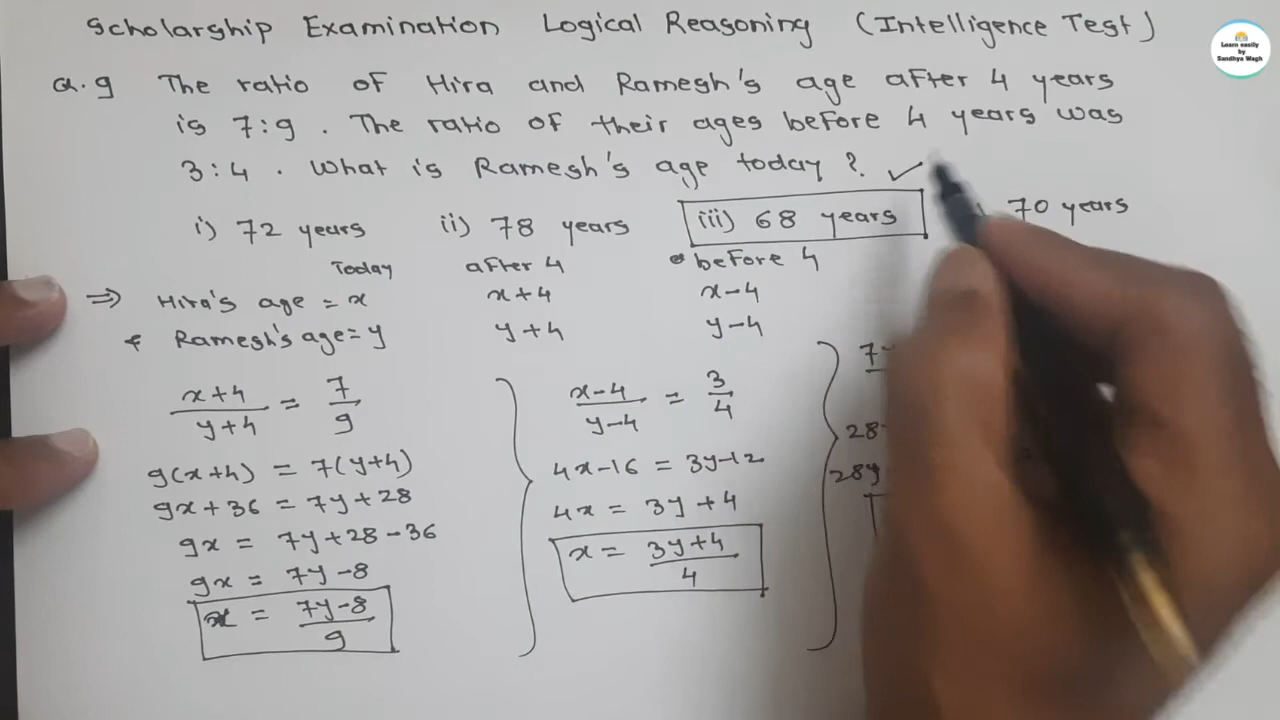 Scholarship Examination Logical Reasoning (Intelligence Test)
Learn easily
by
Sandhya Wagh
Q.9 The ratio of Hira and Ramesh's age after 4 years
is 7:9. The ratio of their ages before 4 years was
3:4. What is Ramesh's age today? ✓
i) 72 years ii) 78 years iii) 68 years 70 years
Today after 4 before 4
⇒ Hira's age = x x+4 x-4
& Ramesh's age = y y+4 y-4
x+4/y+4 = 7/9
9(x+4) = 7(y+4)
9x+36 = 7y+28
9x = 7y+28-36
9x = 7y-8
x = 7y-8/9
x-4/y-4 = 3/4
4x-16 = 3y-12
4x = 3y+4
x = 3y+4/4
28
28y